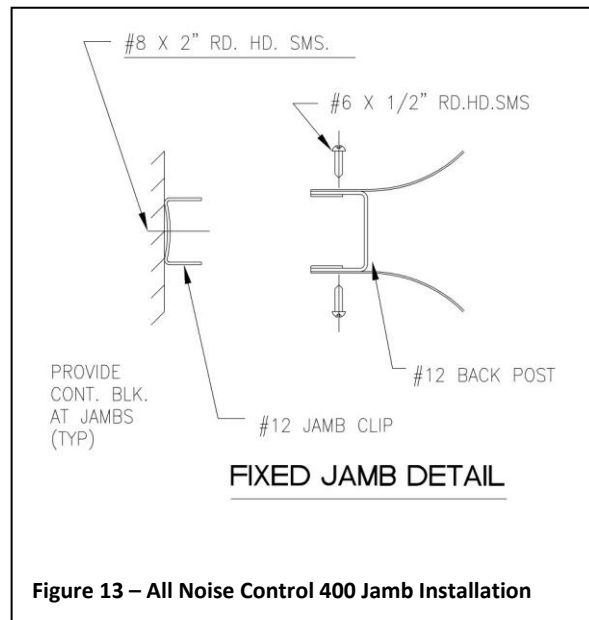 #8 X 2" RD. HD. SMS.
#6 X 1/2" RD.HD.SMS
PROVIDE
CONT. BLK.
AT JAMBS
(TYP)
#12 JAMB CLIP
#12 BACK POST
FIXED JAMB DETAIL
Figure 13 – All Noise Control 400 Jamb Installation